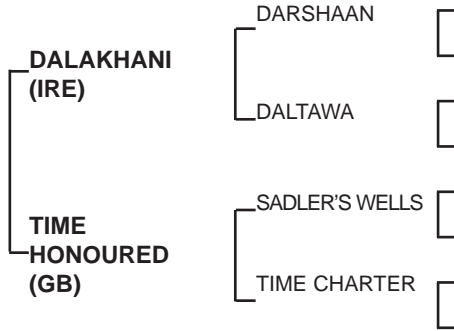 DARSHAAN
DALAKHANI
(IRE)
DALTAWA
SADLER'S WELLS
TIME
HONOURED
(GB)
TIME CHARTER